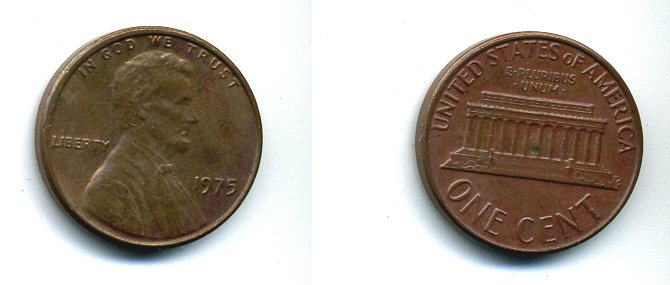 IN GOD WE TRUST
LIBERTY
1975
UNITED STATES OF AMERICA
E·PLURIBUS
UNUM
ONE CENT